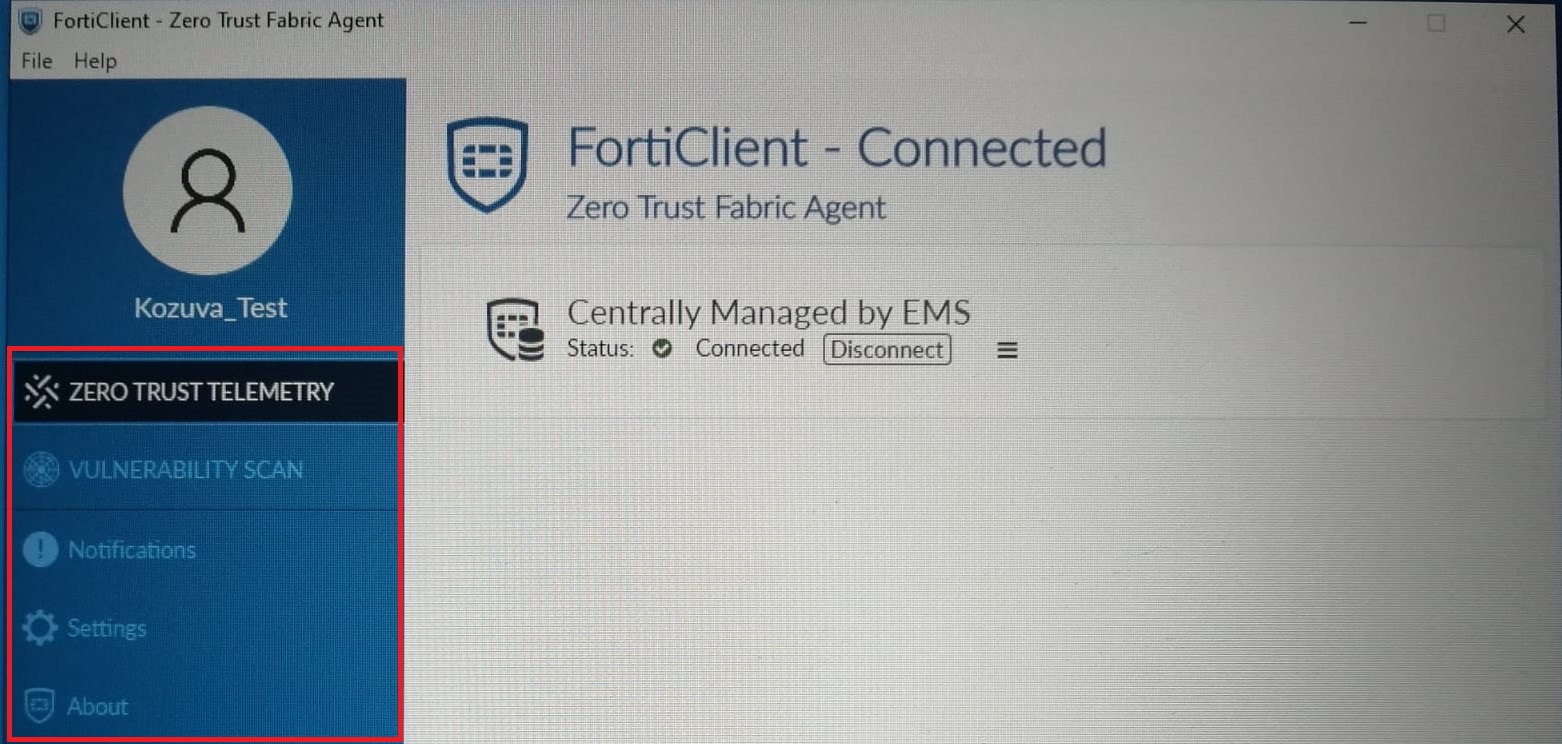 FortiClient - Zero Trust Fabric Agent
File Help
Kozuva_Test
ZERO TRUST TELEMETRY
VULNERABILITY SCAN
Notifications
Settings
About
FortiClient - Connected
Zero Trust Fabric Agent
Centrally Managed by EMS
Status: Connected Disconnect